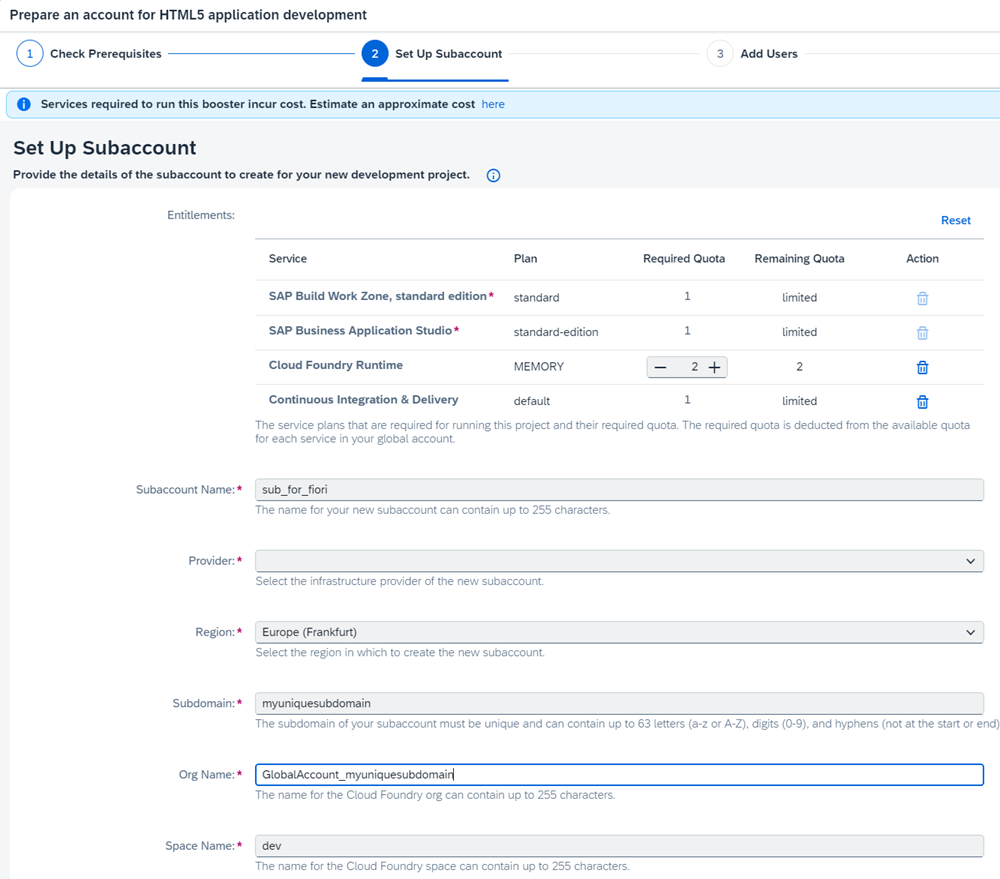 Prepare an account for HTML5 application development
1 Check Prerequisites 2 Set Up Subaccount 3 Add Users
Services required to run this booster incur cost. Estimate an approximate cost here
Set Up Subaccount
Provide the details of the subaccount to create for your new development project.
Entitlements:
Reset
Service Plan Required Quota Remaining Quota Action
SAP Build Work Zone, standard edition* standard 1 limited
SAP Business Application Studio* standard-edition 1 limited
Cloud Foundry Runtime MEMORY — 2 + 2
Continuous Integration & Delivery default 1 limited
The service plans that are required for running this project and their required quota. The required quota is deducted from the available quota
for each service in your global account.
Subaccount Name:* sub_for_fiori
The name for your new subaccount can contain up to 255 characters.
Provider:*
Select the infrastructure provider of the new subaccount.
Region:* Europe (Frankfurt)
Select the region in which to create the new subaccount.
Subdomain:* myuniquesubdomain
The subdomain of your subaccount must be unique and can contain up to 63 letters (a-z or A-Z), digits (0-9), and hyphens (not at the start or end)
Org Name:* GlobalAccount_myuniquesubdomain
The name for the Cloud Foundry org can contain up to 255 characters.
Space Name:* dev
The name for the Cloud Foundry space can contain up to 255 characters.